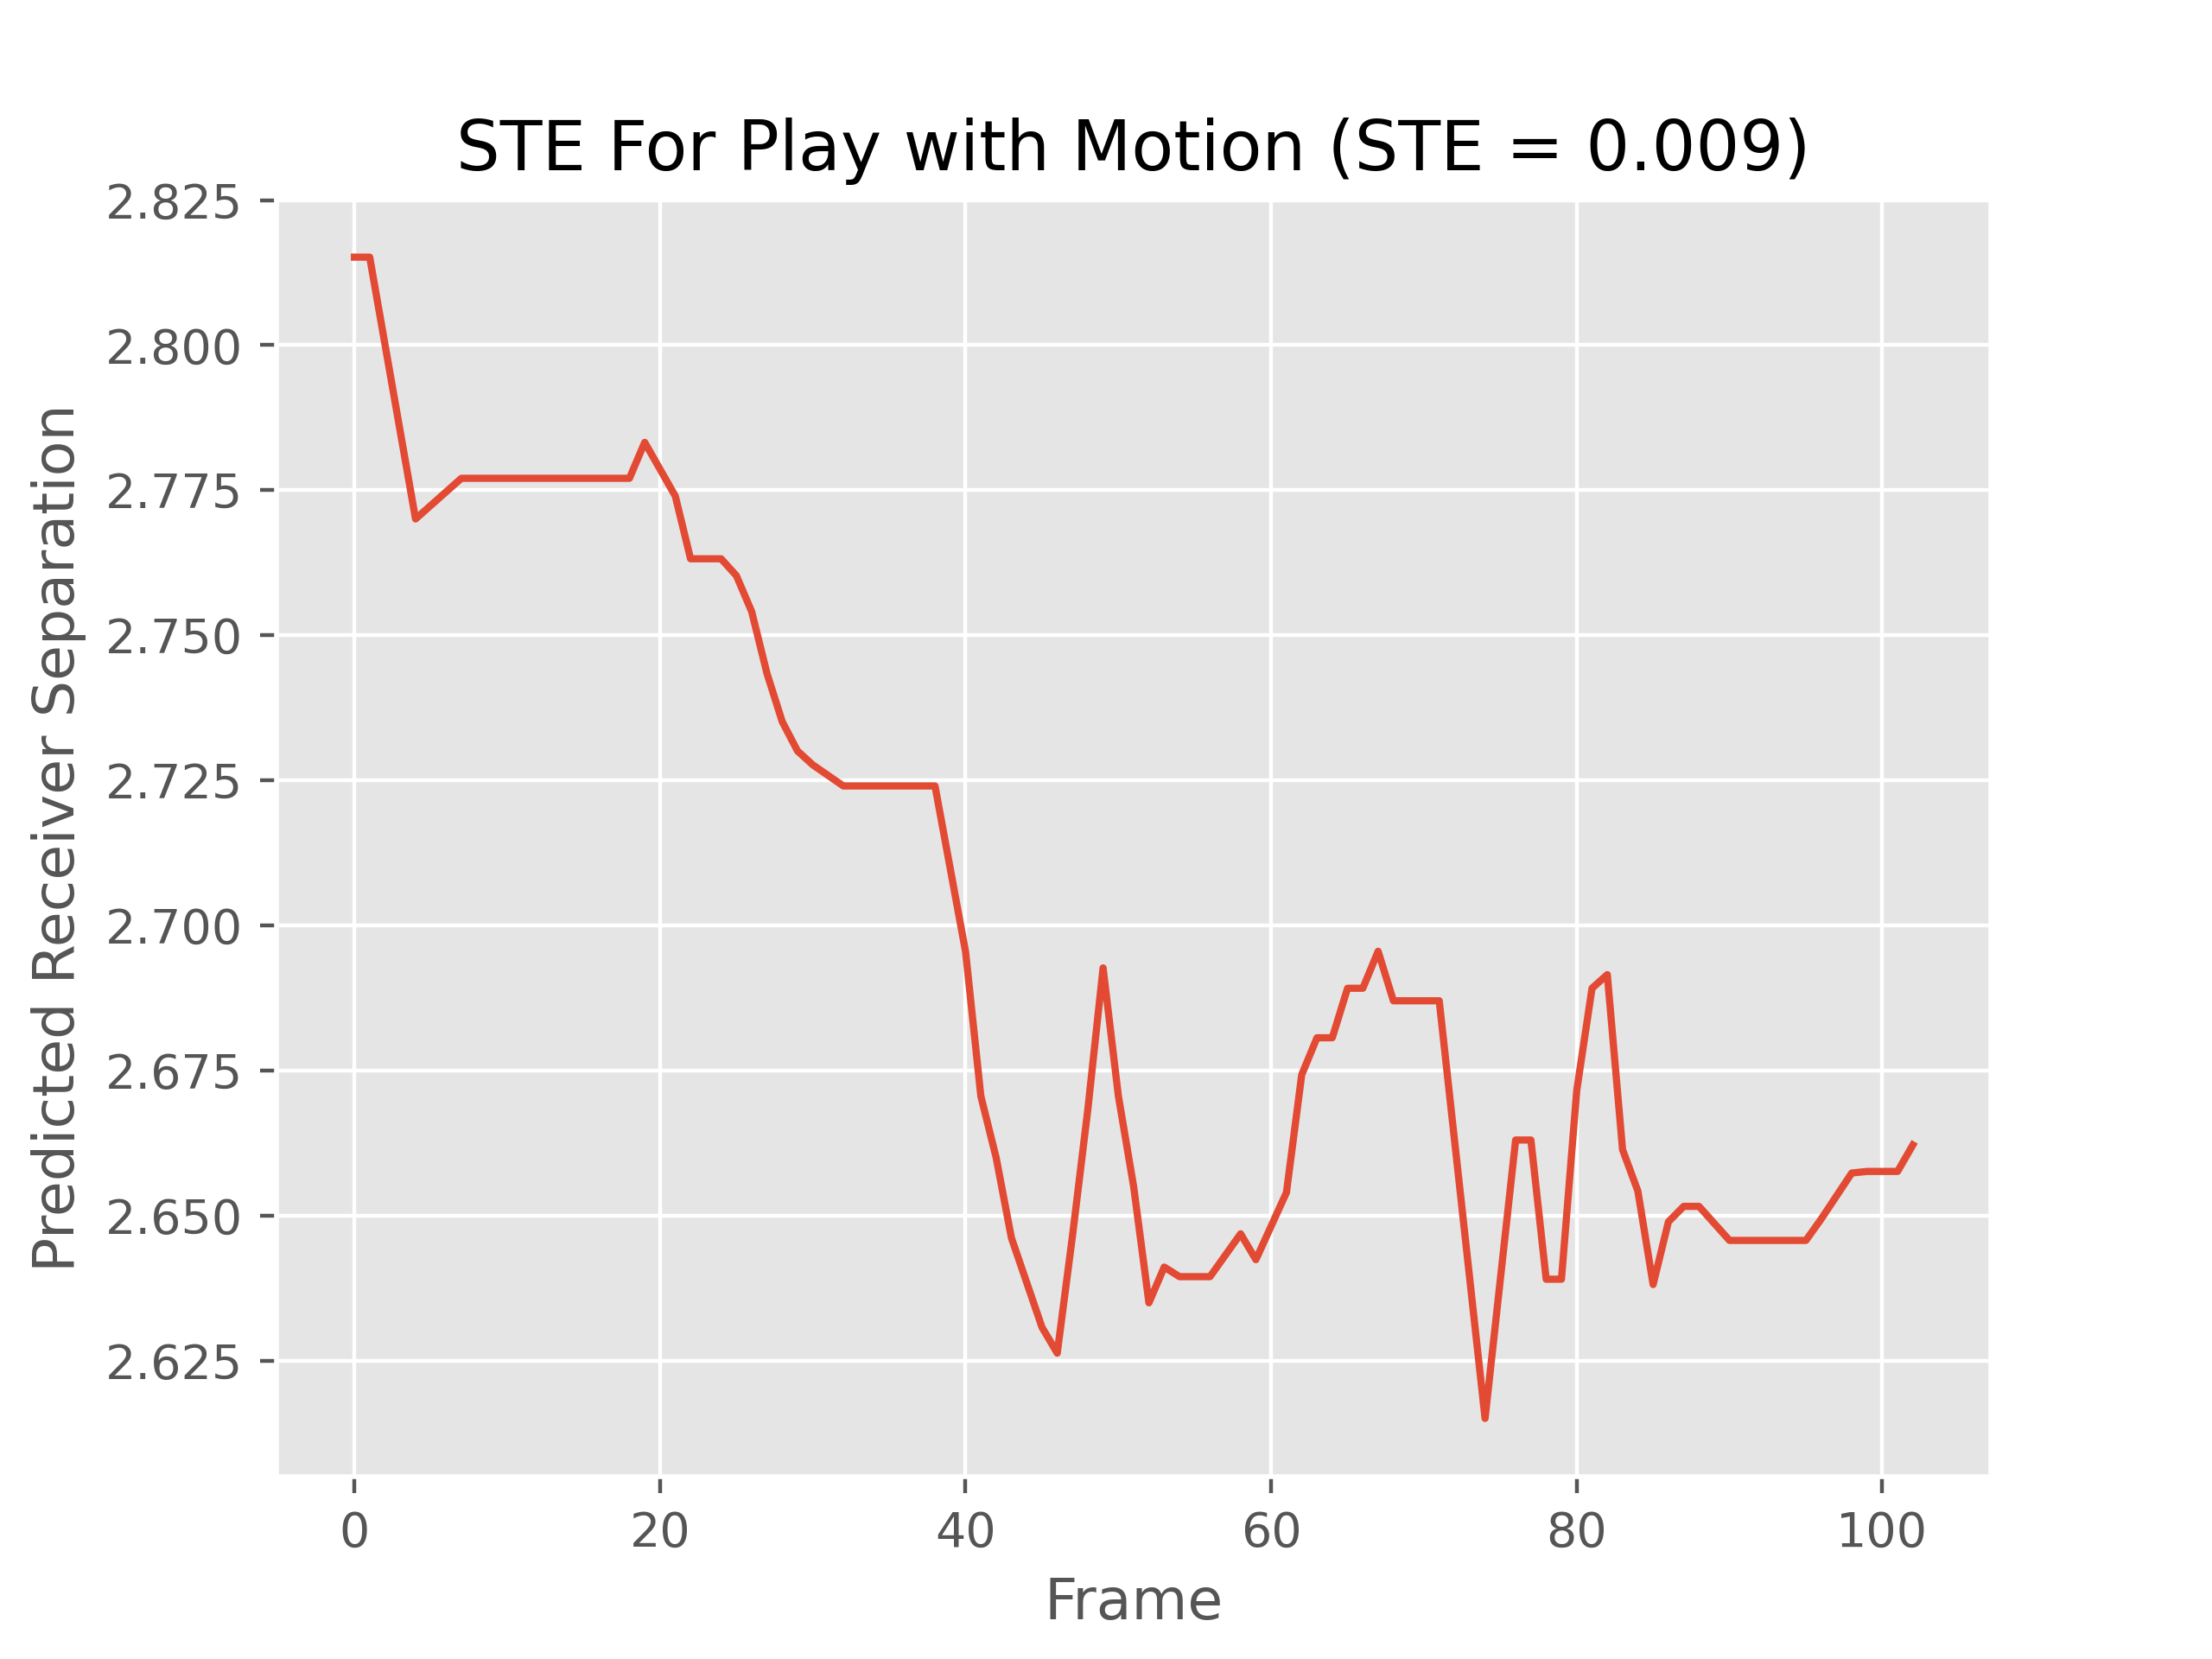 STE For Play with Motion (STE = 0.009)
2.825
2.800
2.775
2.750
2.725
2.700
2.675
2.650
2.625
Predicted Receiver Separation
0 20 40 60 80 100
Frame